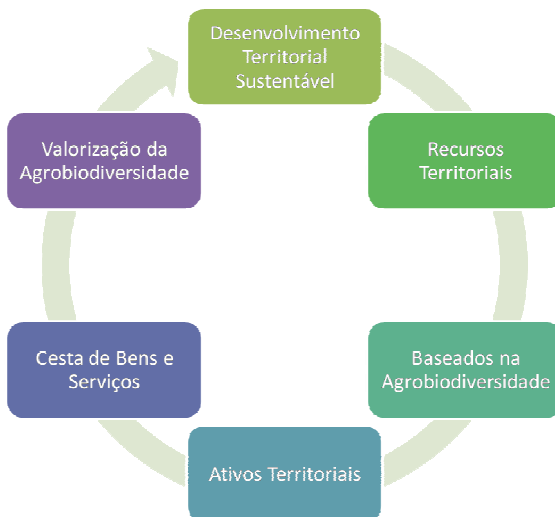 Desenvolvimento
Territorial
Sustentável
Recursos
Territoriais
Baseados na
Agrobiodiversidade
Ativos Territoriais
Cesta de Bens e
Serviços
Valorização da
Agrobiodiversidade